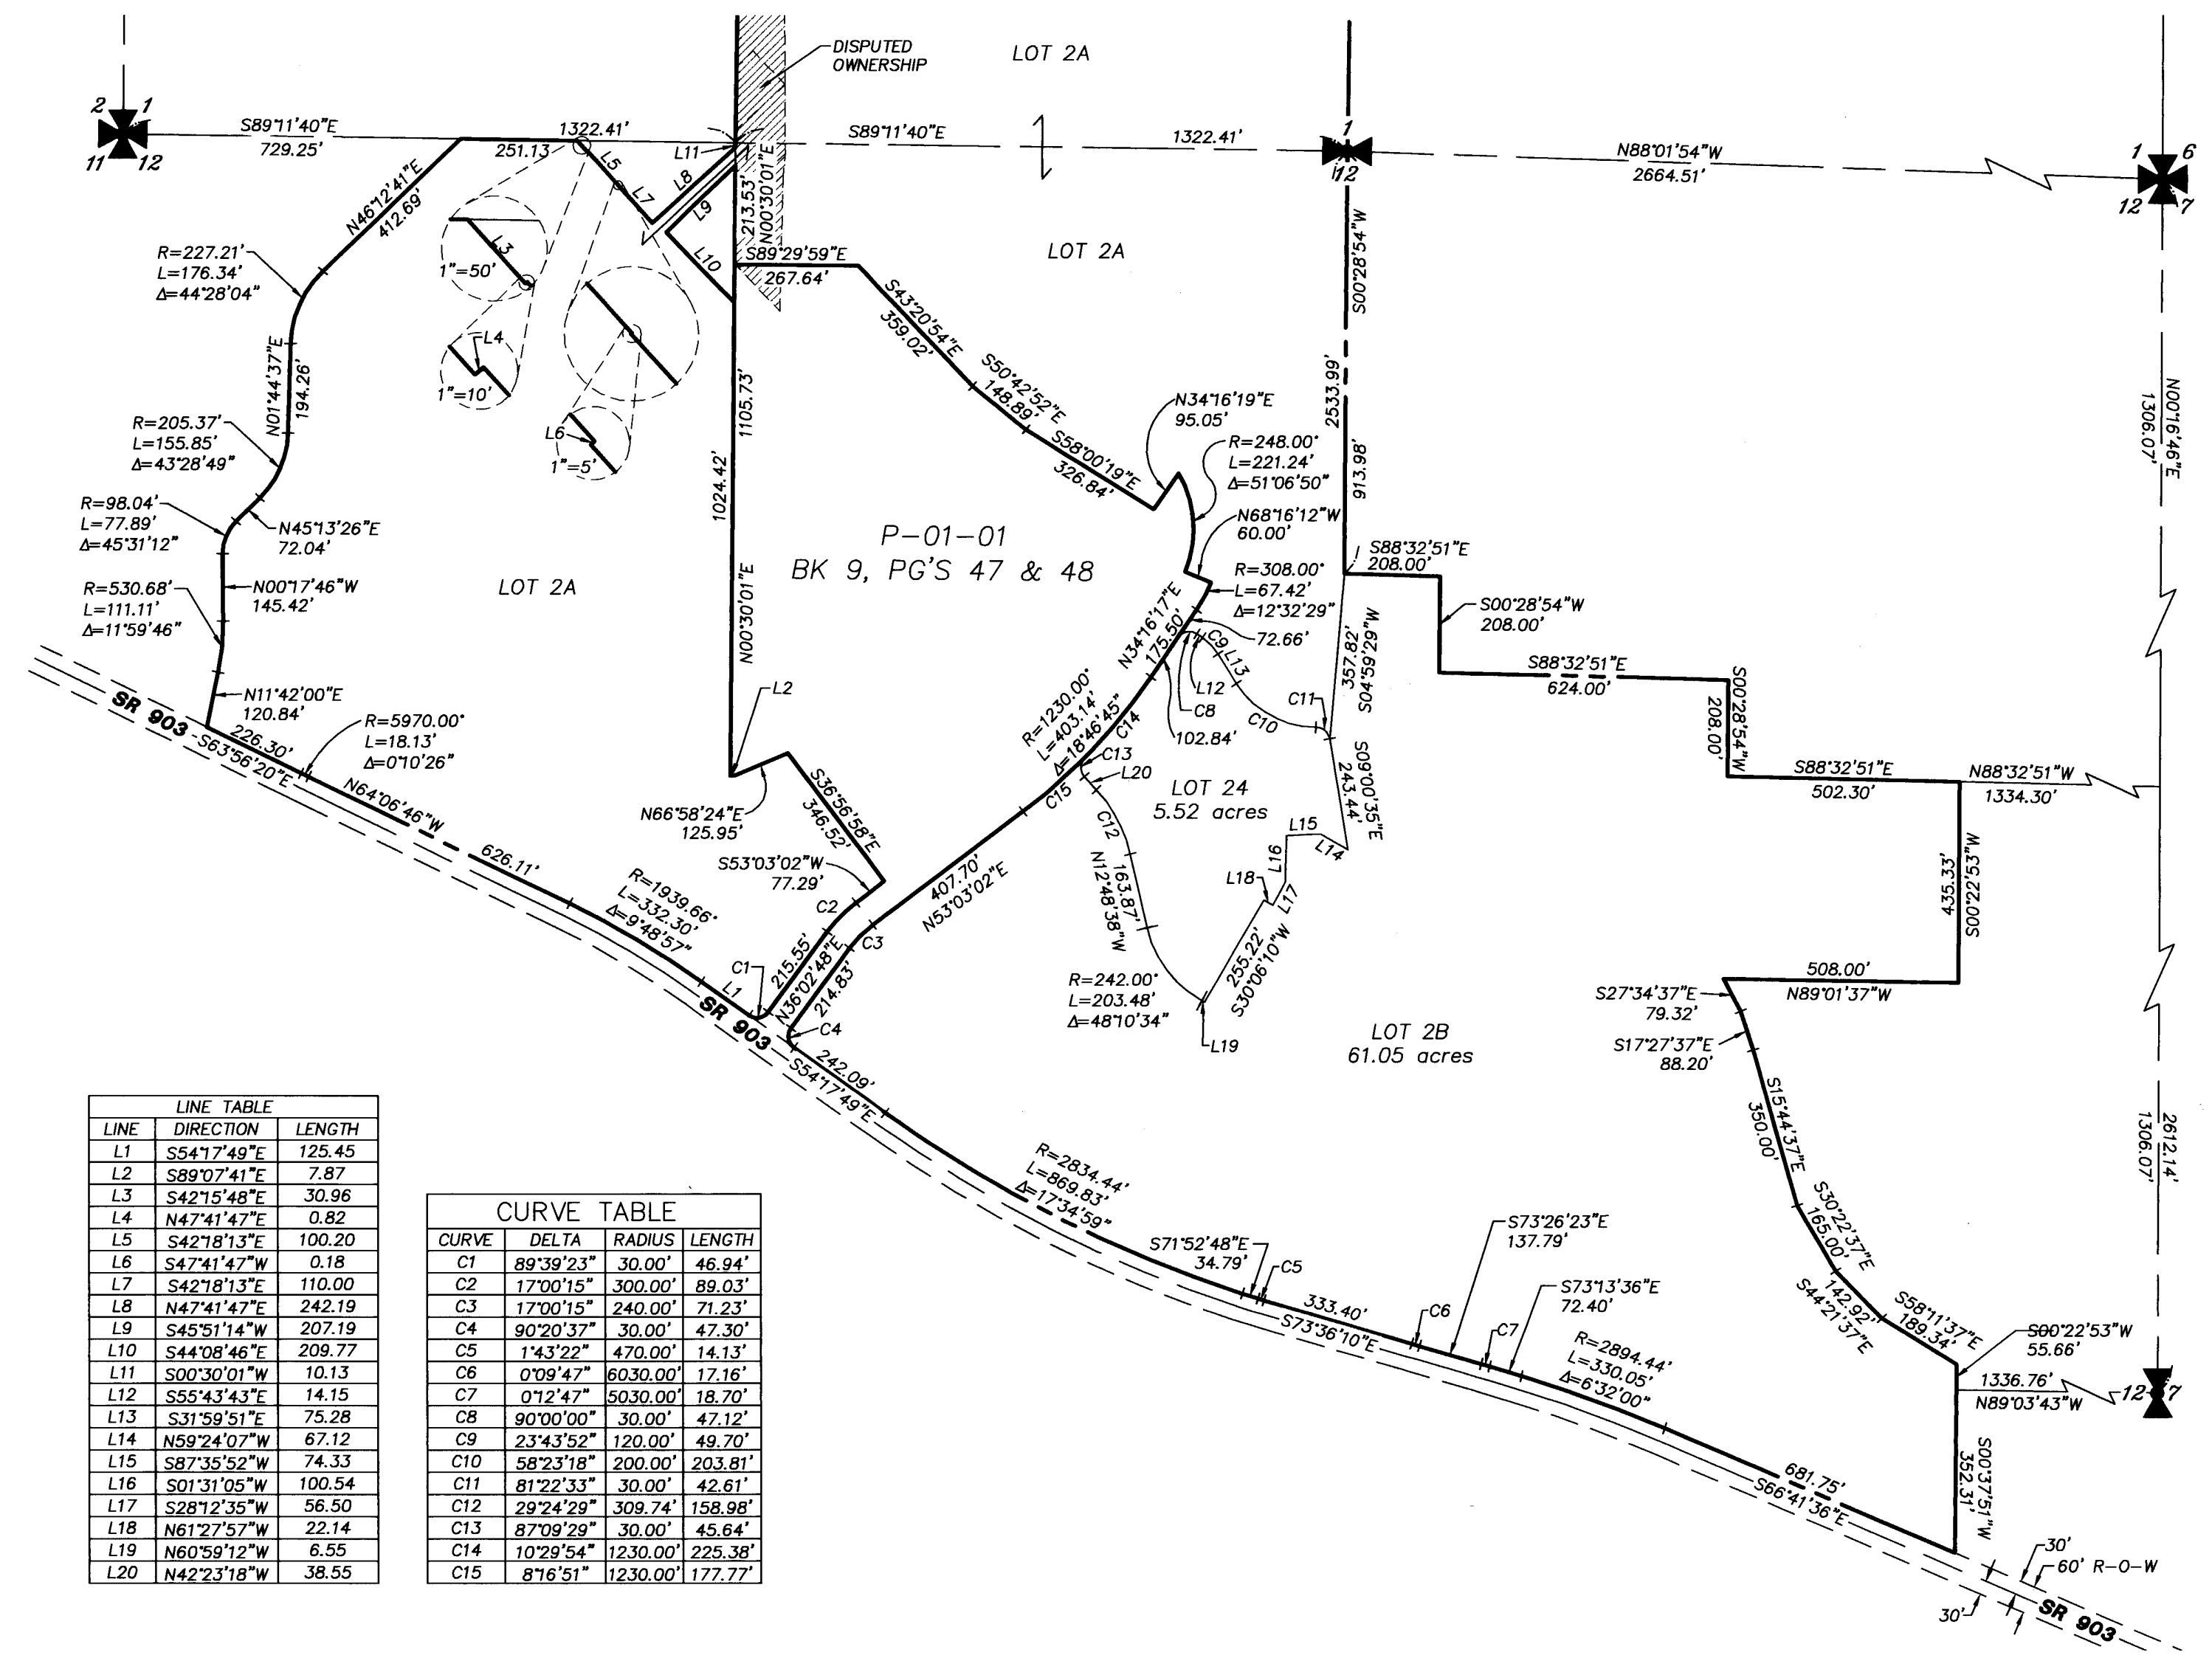 DISPUTED
OWNERSHIP
LOT 2A
2 1
11 12
S89°11'40"E
729.25'
1322.41'
251.13
L5
L7
L11
L8
L9
L10
213.53'
N00°30'01"E
S89°11'40"E
1322.41'
1
12
N88°01'54"W
2664.51'
1 6
12 7
N46°12'41"E
412.69'
R=227.21'
L=176.34'
Δ=44°28'04"
L3
1"=50'
L4
1"=10'
L6
1"=5'
N01°44'37"E
194.26'
R=205.37'
L=155.85'
Δ=43°28'49"
R=98.04'
L=77.89'
Δ=45°31'12"
N45°13'26"E
72.04'
R=530.68'
L=111.11'
Δ=11°59'46"
N00°17'46"W
145.42'
N11°42'00"E
120.84'
LOT 2A
LOT 2A
S89°29'59"E
267.64'
S43°20'54"E
359.02'
S50°42'52"E
148.89'
S58°00'19"E
326.84'
N34°16'19"E
95.05'
R=248.00'
L=221.24'
Δ=51°06'50"
N68°16'12"W
60.00'
R=308.00'
L=67.42'
Δ=12°32'29"
72.66'
1105.73'
1024.42'
N00°30'01"E
P-01-01
BK 9, PG'S 47 & 48
S00°28'54"W
2533.99'
913.98'
S88°32'51"E
208.00'
S00°28'54"W
208.00'
S88°32'51"E
624.00'
S00°28'54"W
208.00'
S88°32'51"E
502.30'
N88°32'51"W
1334.30'
N00°16'46"E
1306.07'
357.82'
S04°59'29"W
N34°16'17"E
175.50'
C9
L13
L12
C8
C10
C11
102.84'
R=1230.00'
L=403.14'
Δ=18°46'45"
C14
C13
L20
C15
C12
LOT 24
5.52 acres
S09°00'35"E
243.44'
L2
N66°58'24"E
125.95'
S36°56'58"E
346.52'
S53°03'02"W
77.29'
SR 903
226.30'
S63°56'20"E
R=5970.00'
L=18.13'
Δ=0°10'26"
N64°06'46"W
626.11'
R=1939.66'
L=332.30'
Δ=9°48'57"
L1
C1
C2
C3
C4
215.55'
N36°02'48"E
214.83'
407.70'
N53°03'02"E
163.87'
N12°48'38"W
L15
L14
L16
L18
L17
255.22'
S30°06'10"W
R=242.00'
L=203.48'
Δ=48°10'34"
L19
LOT 2B
61.05 acres
435.33'
S00°22'53"W
508.00'
N89°01'37"W
S27°34'37"E
79.32'
S17°27'37"E
88.20'
S15°44'37"E
350.00'
S30°22'37"E
165.00'
142.92'
S44°21'37"E
S58°11'37"E
189.34'
S00°22'53"W
55.66'
2612.14'
1306.07'
1336.76'
N89°03'43"W
12 7
S00°37'51"W
352.31'
SR 903
242.09'
S54°17'49"E
R=2834.44'
L=869.83'
Δ=17°34'59"
S71°52'48"E
34.79'
C5
333.40'
S73°36'10"E
C6
S73°26'23"E
137.79'
C7
S73°13'36"E
72.40'
R=2894.44'
L=330.05'
Δ=6°32'00"
681.75'
S66°41'36"E
30'
60' R-O-W
30'
SR 903
LINE TABLE
LINE DIRECTION LENGTH
L1 S54°17'49"E 125.45
L2 S89°07'41"E 7.87
L3 S42°15'48"E 30.96
L4 N47°41'47"E 0.82
L5 S42°18'13"E 100.20
L6 S47°41'47"W 0.18
L7 S42°18'13"E 110.00
L8 N47°41'47"E 242.19
L9 S45°51'14"W 207.19
L10 S44°08'46"E 209.77
L11 S00°30'01"W 10.13
L12 S55°43'43"E 14.15
L13 S31°59'51"E 75.28
L14 N59°24'07"W 67.12
L15 S87°35'52"W 74.33
L16 S01°31'05"W 100.54
L17 S28°12'35"W 56.50
L18 N61°27'57"W 22.14
L19 N60°59'12"W 6.55
L20 N42°23'18"W 38.55
CURVE TABLE
CURVE DELTA RADIUS LENGTH
C1 89°39'23" 30.00' 46.94'
C2 17°00'15" 300.00' 89.03'
C3 17°00'15" 240.00' 71.23'
C4 90°20'37" 30.00' 47.30'
C5 1°43'22" 470.00' 14.13'
C6 0°09'47" 6030.00' 17.16'
C7 0°12'47" 5030.00' 18.70'
C8 90°00'00" 30.00' 47.12'
C9 23°43'52" 120.00' 49.70'
C10 58°23'18" 200.00' 203.81'
C11 81°22'33" 30.00' 42.61'
C12 29°24'29" 309.74' 158.98'
C13 87°09'29" 30.00' 45.64'
C14 10°29'54" 1230.00' 225.38'
C15 8°16'51" 1230.00' 177.77'